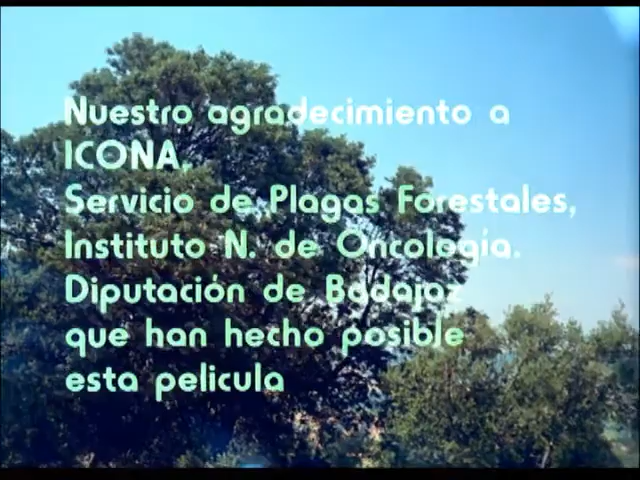 Nuestro agradecimiento a
ICONA,
Servicio de Plagas Forestales,
Instituto N. de Oncología.
Diputación de Badajoz
que han hecho posible
esta pelicula